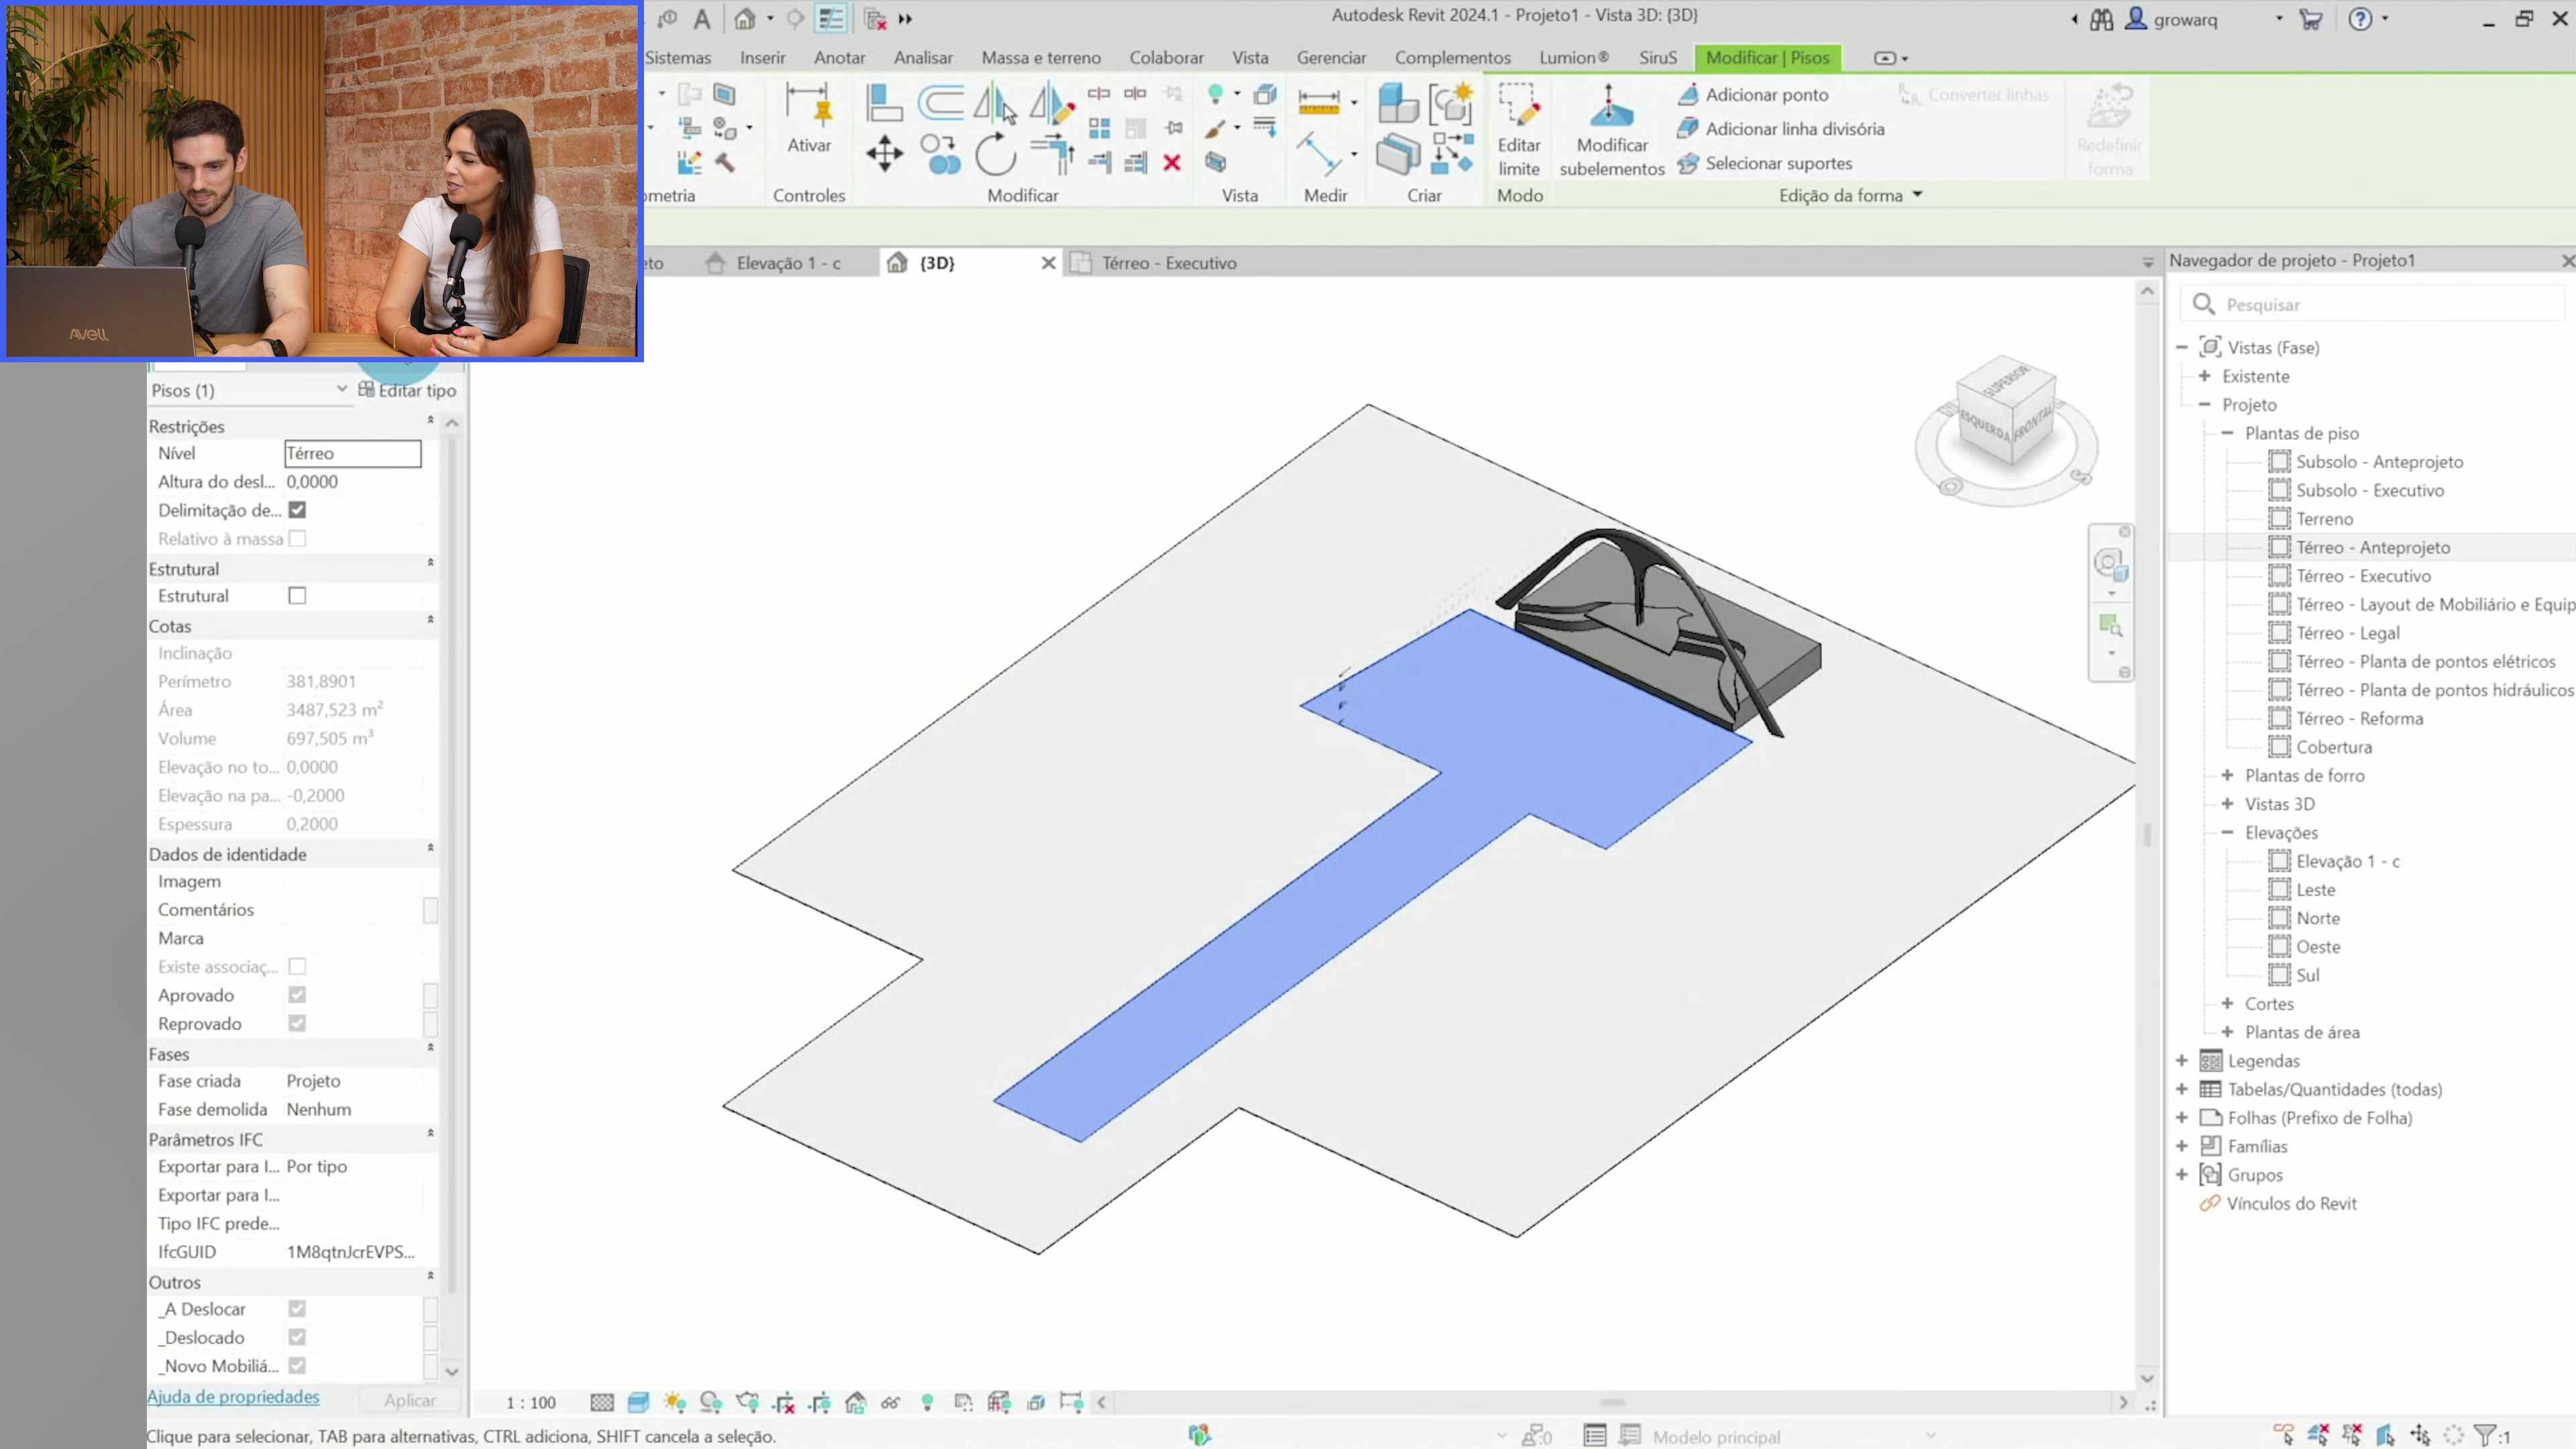 Autodesk Revit 2024.1 - Projeto1 - Vista 3D: {3D}
growarq
Sistemas Inserir Anotar Analisar Massa e terreno Colaborar Vista Gerenciar Complementos Lumion® SiruS Modificar | Pisos
Adicionar ponto
Converter linhas
Adicionar linha divisória
Ativar
Editar limite
Modificar subelementos
Selecionar suportes
Redefinir forma
ometria Controles Modificar Vista Medir Criar Modo Edição da forma
eto Elevação 1 - c {3D} Térreo - Executivo
Avell
Pisos (1) Editar tipo
Restrições
Nível Térreo
Altura do desl... 0,0000
Delimitação de...
Relativo à massa
Estrutural
Estrutural
Cotas
Inclinação
Perímetro 381,8901
Área 3487,523 m²
Volume 697,505 m³
Elevação no to... 0,0000
Elevação na pa... -0,2000
Espessura 0,2000
Dados de identidade
Imagem
Comentários
Marca
Existe associaç...
Aprovado
Reprovado
Fases
Fase criada Projeto
Fase demolida Nenhum
Parâmetros IFC
Exportar para I... Por tipo
Exportar para I...
Tipo IFC prede...
IfcGUID 1M8qtnJcrEVPS...
Outros
_A Deslocar
_Deslocado
_Novo Mobiliá...
Ajuda de propriedades Aplicar
SUPERIOR
ESQUERDA FRONTAL
Navegador de projeto - Projeto1
Pesquisar
Vistas (Fase)
Existente
Projeto
Plantas de piso
Subsolo - Anteprojeto
Subsolo - Executivo
Terreno
Térreo - Anteprojeto
Térreo - Executivo
Térreo - Layout de Mobiliário e Equip
Térreo - Legal
Térreo - Planta de pontos elétricos
Térreo - Planta de pontos hidráulicos
Térreo - Reforma
Cobertura
Plantas de forro
Vistas 3D
Elevações
Elevação 1 - c
Leste
Norte
Oeste
Sul
Cortes
Plantas de área
Legendas
Tabelas/Quantidades (todas)
Folhas (Prefixo de Folha)
Famílias
Grupos
Vínculos do Revit
1 : 100
Clique para selecionar, TAB para alternativas, CTRL adiciona, SHIFT cancela a seleção.
:0
Modelo principal
:1